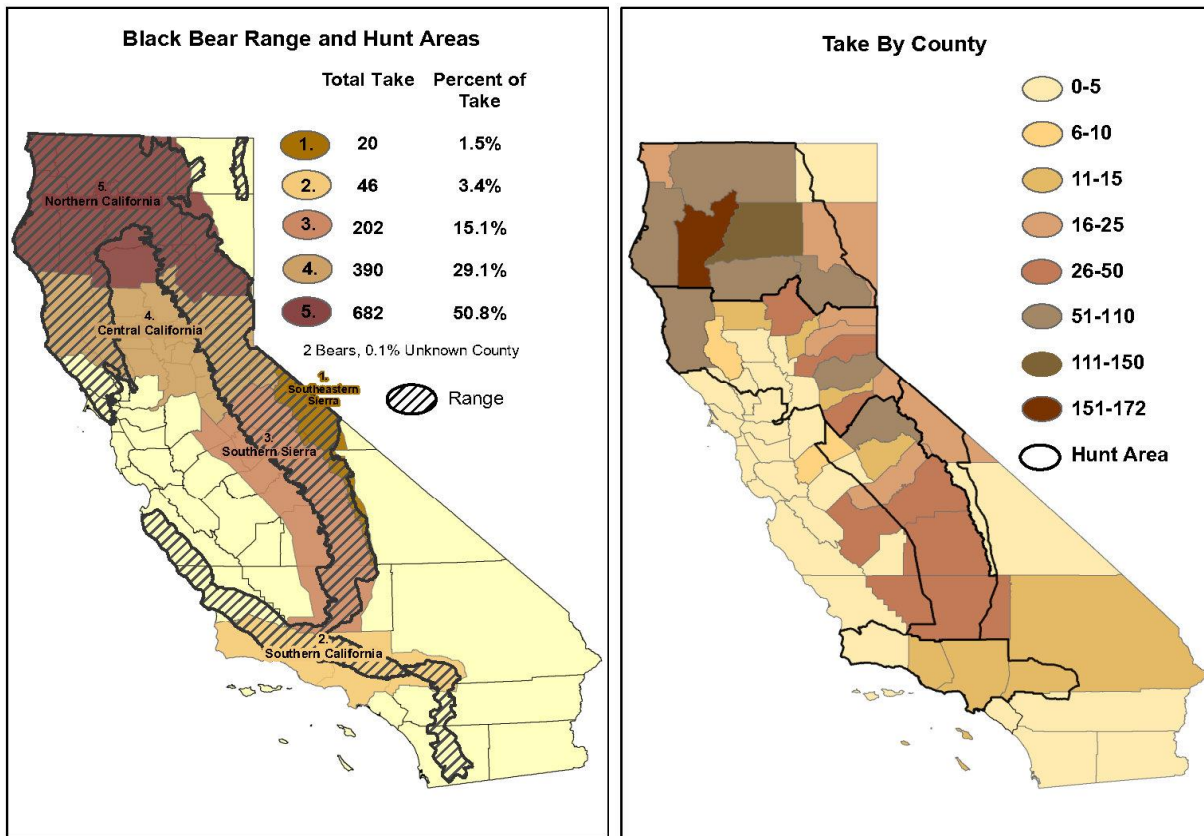 Black Bear Range and Hunt Areas
Total Take
Percent of
Take
1. 20 1.5%
2. 46 3.4%
3. 202 15.1%
4. 390 29.1%
5. 682 50.8%
2 Bears, 0.1% Unknown County
Range
5.
Northern California
4.
Central California
1.
Southeastern
Sierra
3.
Southern Sierra
2.
Southern California
Take By County
0-5
6-10
11-15
16-25
26-50
51-110
111-150
151-172
Hunt Area